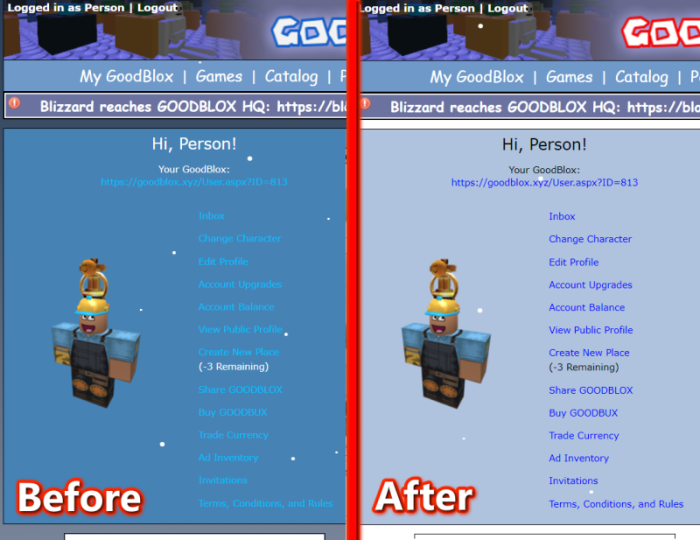 Logged in as Person | Logout
GOO
My GoodBlox | Games | Catalog | P
Blizzard reaches GOODBLOX HQ: https://blo
Hi, Person!
Your GoodBlox:
https://goodblox.xyz/User.aspx?ID=813
Inbox
Change Character
Edit Profile
Account Upgrades
Account Balance
View Public Profile
Create New Place
(-3 Remaining)
Share GOODBLOX
Buy GOODBUX
Trade Currency
Ad Inventory
Invitations
Terms, Conditions, and Rules
Before
Logged in as Person | Logout
GOO
My GoodBlox | Games | Catalog | P
Blizzard reaches GOODBLOX HQ: https://blo
Hi, Person!
Your GoodBlox:
https://goodblox.xyz/User.aspx?ID=813
Inbox
Change Character
Edit Profile
Account Upgrades
Account Balance
View Public Profile
Create New Place
(-3 Remaining)
Share GOODBLOX
Buy GOODBUX
Trade Currency
Ad Inventory
Invitations
Terms, Conditions, and Rules
After